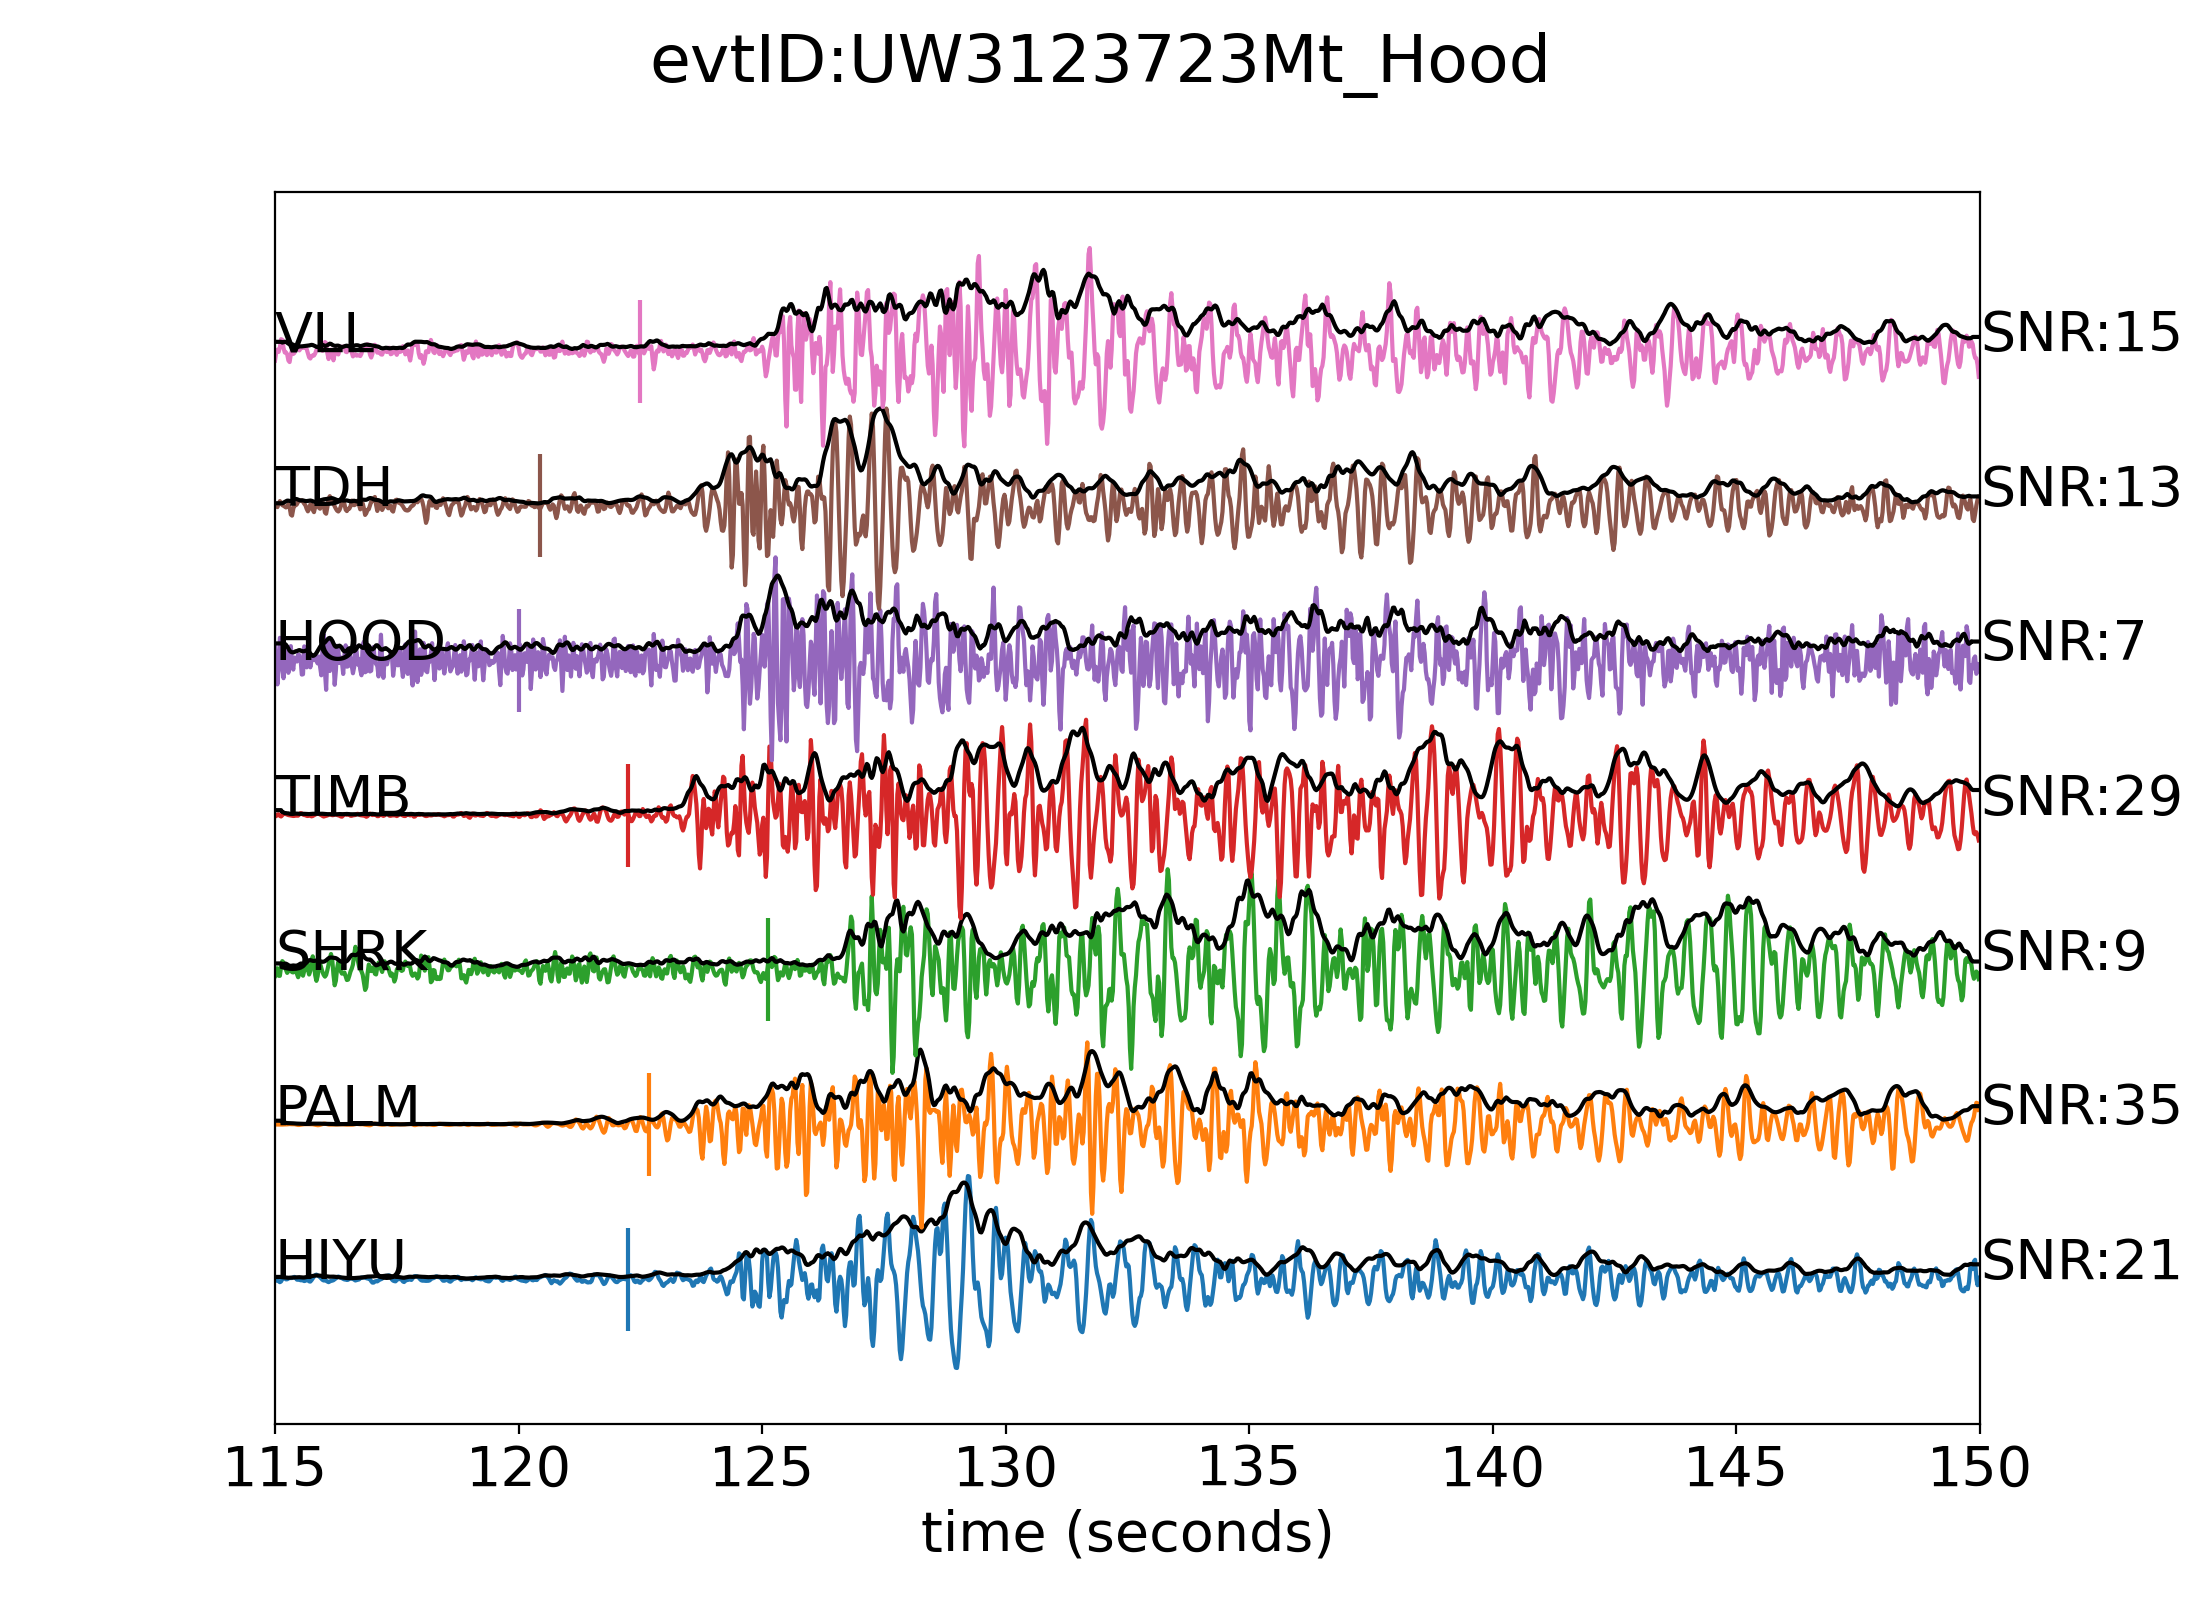 evtID:UW3123723Mt_Hood
VLL SNR:15
TDH SNR:13
HOOD SNR:7
TIMB SNR:29
SHRK SNR:9
PALM SNR:35
HIYU SNR:21
115 120 125 130 135 140 145 150
time (seconds)